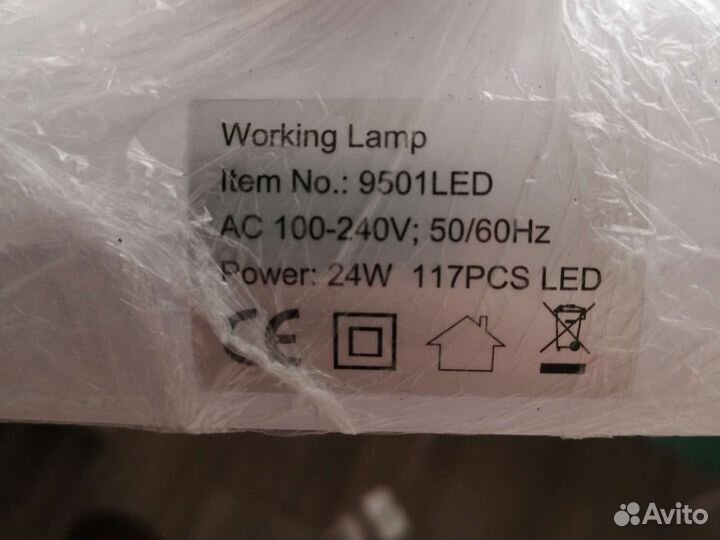 Working Lamp
Item No.: 9501LED
AC 100-240V; 50/60Hz
Power: 24W 117PCS LED
CE
Avito